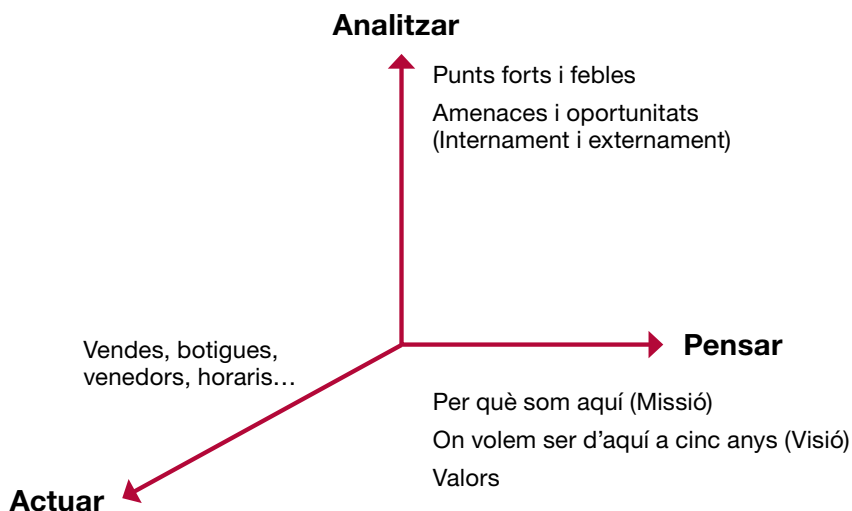 Analitzar
Punts forts i febles
Amenaces i oportunitats
(Internament i externament)
Vendes, botigues,
venedors, horaris…
Pensar
Per què som aquí (Missió)
On volem ser d’aquí a cinc anys (Visió)
Valors
Actuar